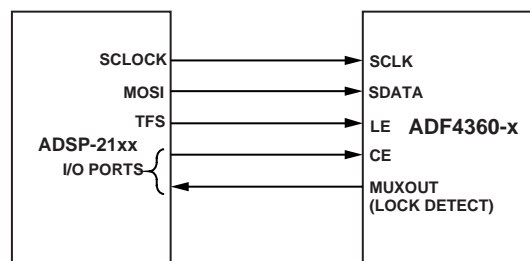 SCLOCK
MOSI
TFS
ADSP-21xx
I/O PORTS
SCLK
SDATA
LE
ADF4360-x
CE
MUXOUT
(LOCK DETECT)